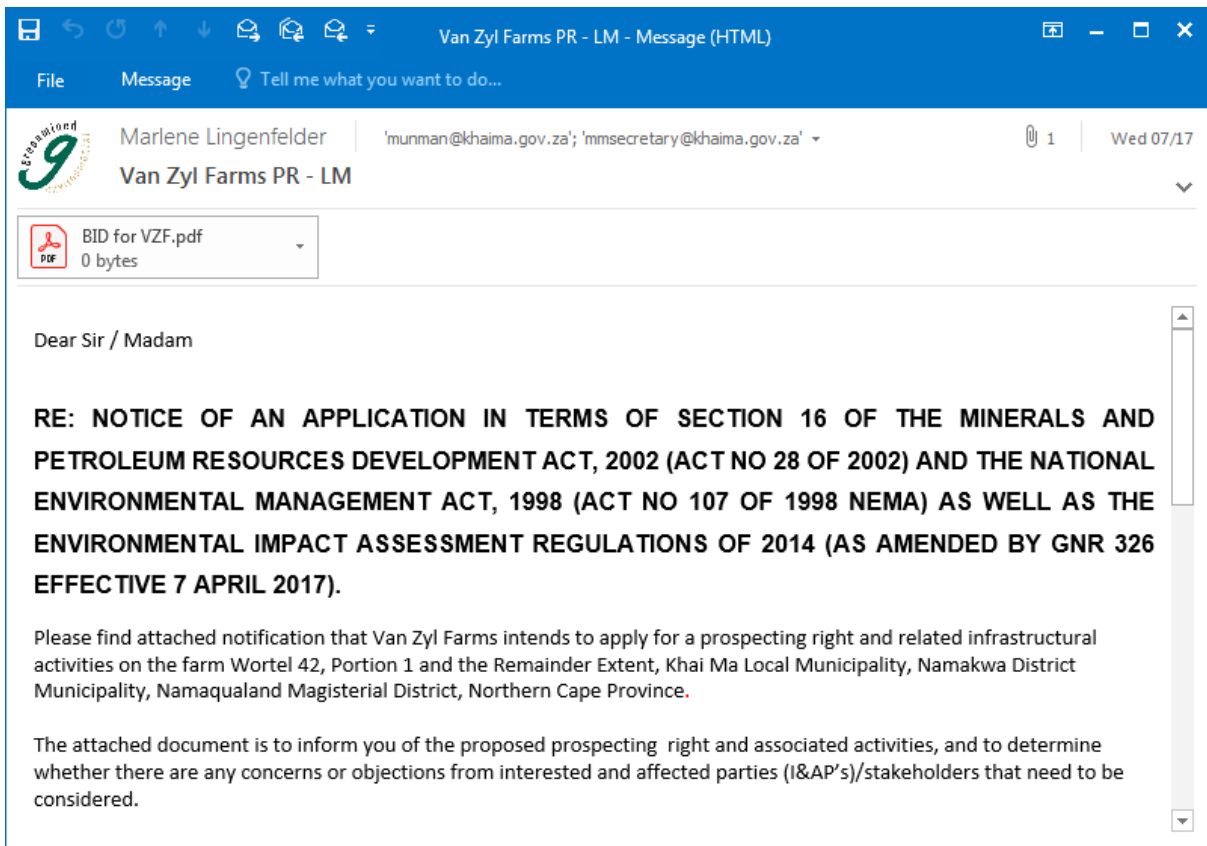 Van Zyl Farms PR - LM - Message (HTML)
File Message Tell me what you want to do...
Marlene Lingenfelder 'munman@khaima.gov.za'; 'mmsecretary@khaima.gov.za' 1 Wed 07/17
Van Zyl Farms PR - LM
BID for VZF.pdf
PDF 0 bytes
Dear Sir / Madam
RE: NOTICE OF AN APPLICATION IN TERMS OF SECTION 16 OF THE MINERALS AND
PETROLEUM RESOURCES DEVELOPMENT ACT, 2002 (ACT NO 28 OF 2002) AND THE NATIONAL
ENVIRONMENTAL MANAGEMENT ACT, 1998 (ACT NO 107 OF 1998 NEMA) AS WELL AS THE
ENVIRONMENTAL IMPACT ASSESSMENT REGULATIONS OF 2014 (AS AMENDED BY GNR 326
EFFECTIVE 7 APRIL 2017).
Please find attached notification that Van Zyl Farms intends to apply for a prospecting right and related infrastructural
activities on the farm Wortel 42, Portion 1 and the Remainder Extent, Khai Ma Local Municipality, Namakwa District
Municipality, Namaqualand Magisterial District, Northern Cape Province.
The attached document is to inform you of the proposed prospecting right and associated activities, and to determine
whether there are any concerns or objections from interested and affected parties (I&AP's)/stakeholders that need to be
considered.